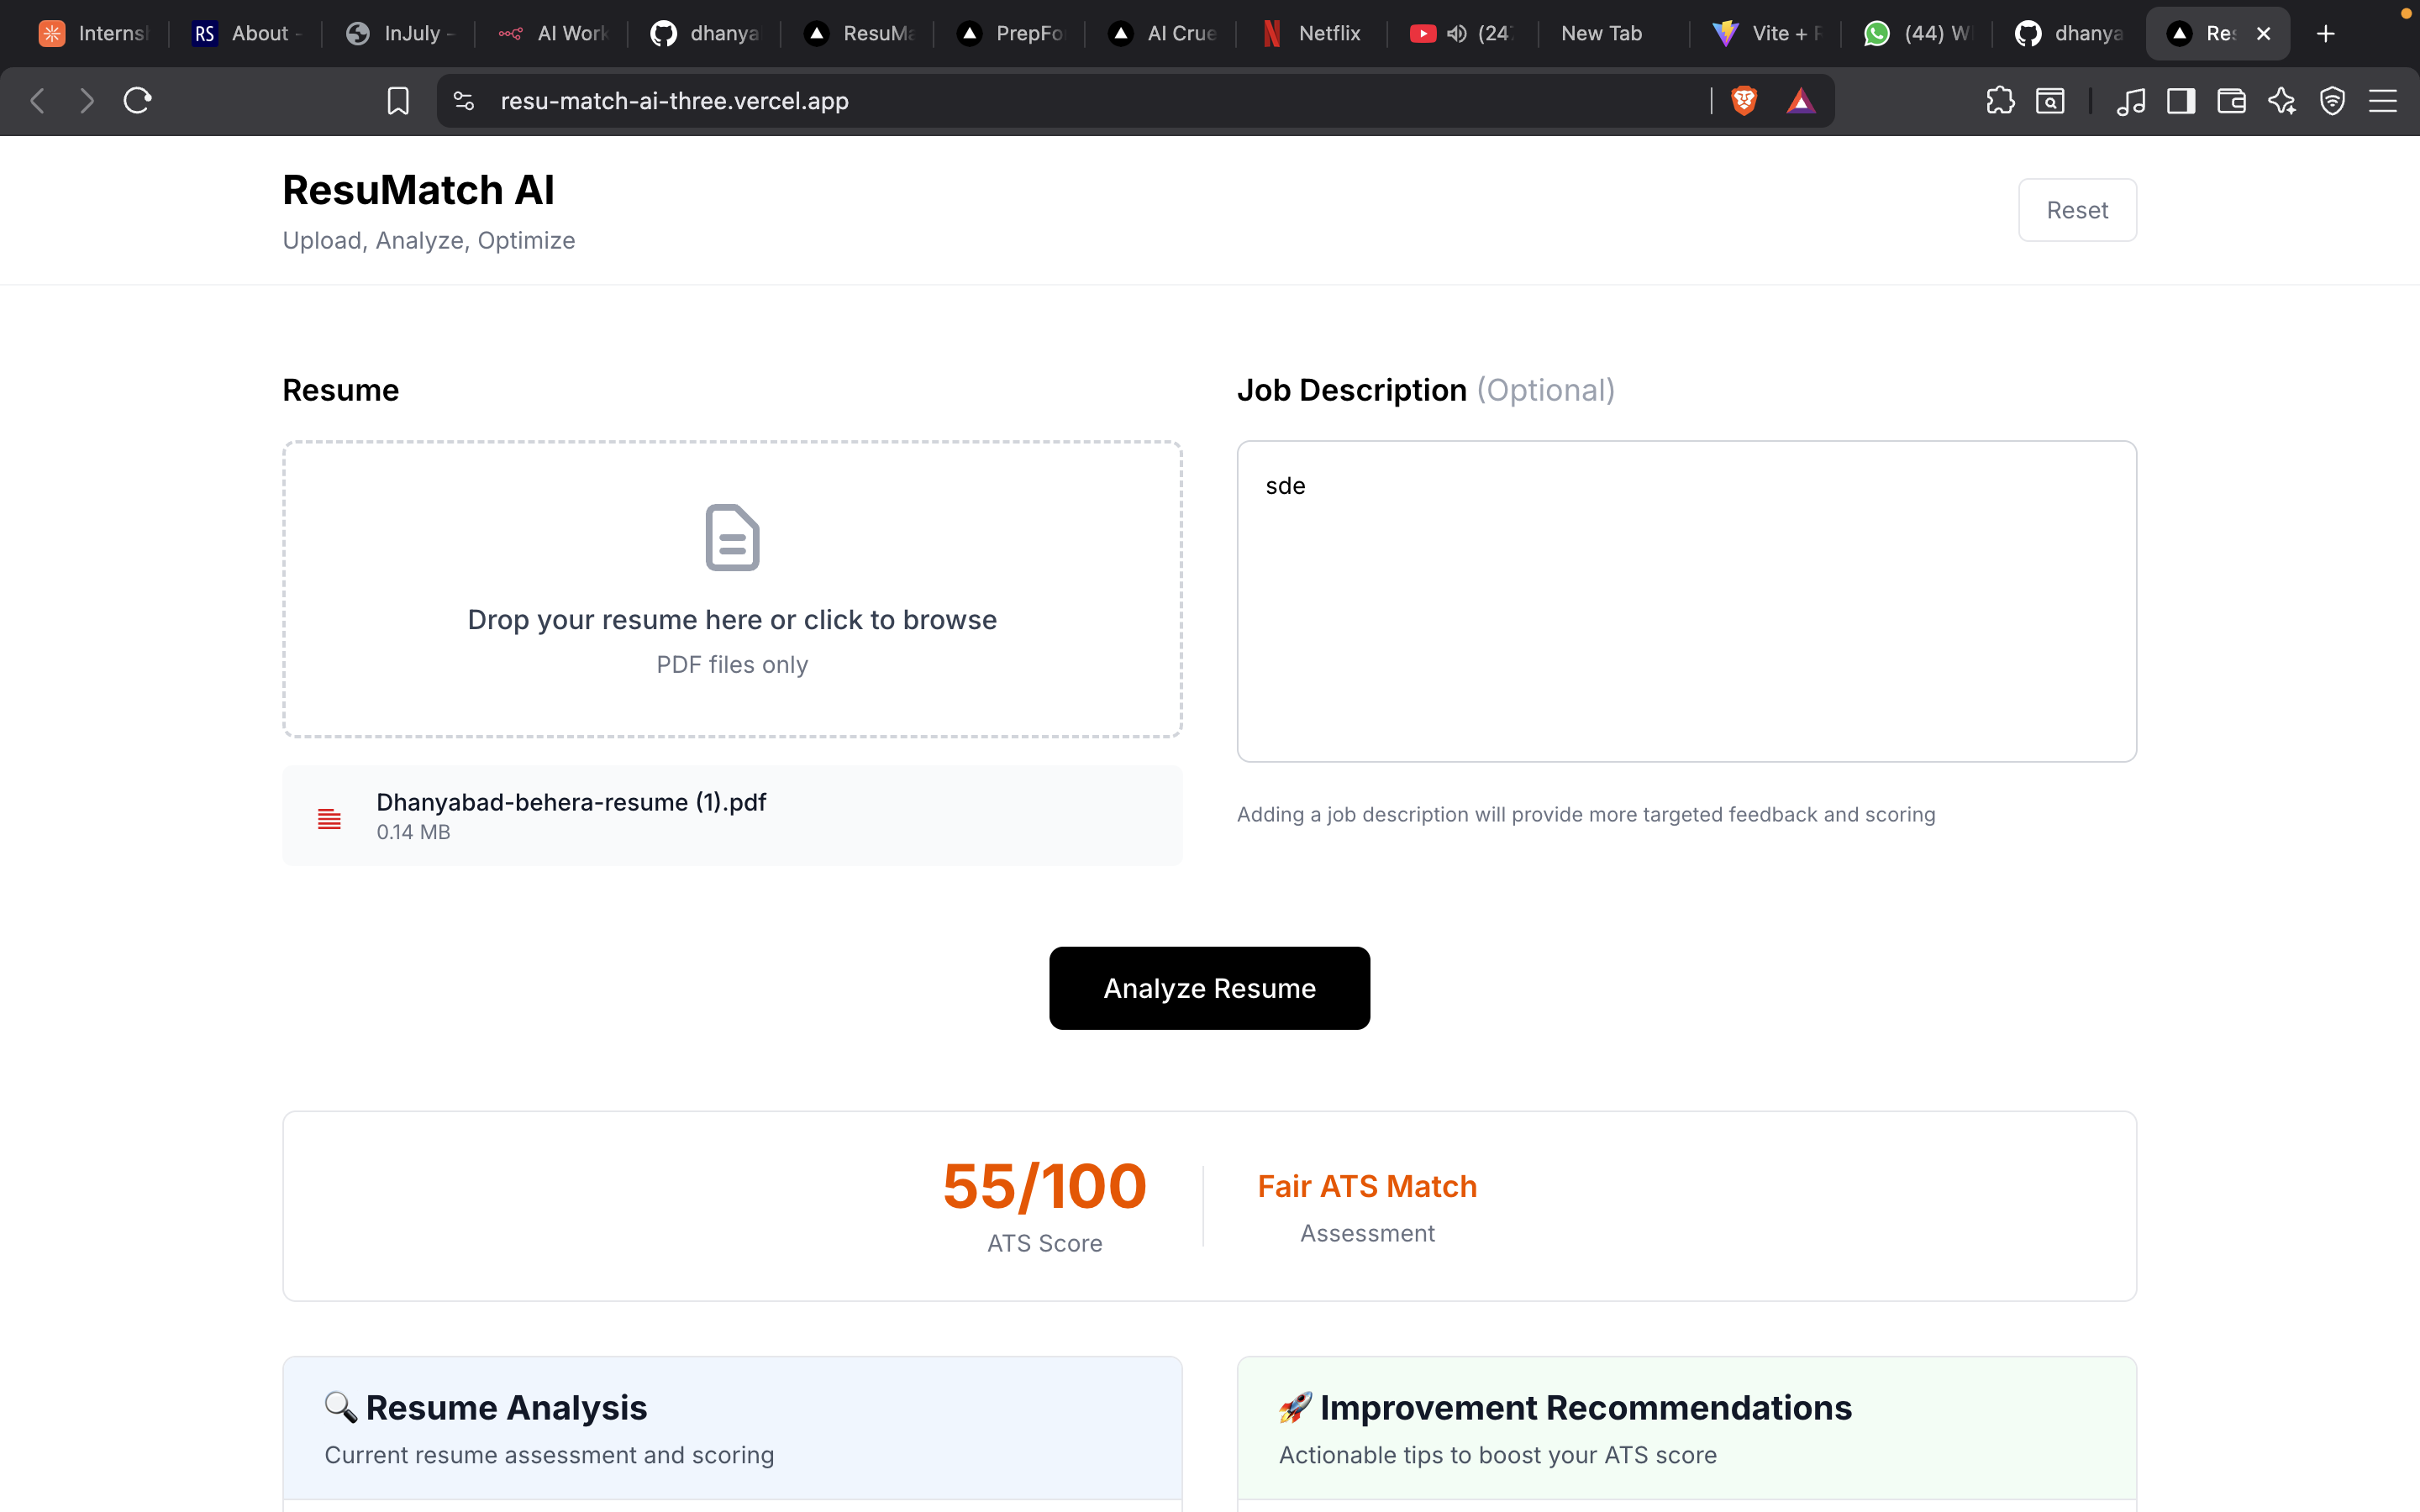 Interns
RS About -
InJuly -
AI Work
dhanya
ResuMa
PrepFo
AI Crue
Netflix
(247
New Tab
Vite +
(44) W
dhanya
Res
resu-match-ai-three.vercel.app
ResuMatch AI
Upload, Analyze, Optimize
Reset
Resume
Drop your resume here or click to browse
PDF files only
Dhanyabad-behera-resume (1).pdf
0.14 MB
Job Description (Optional)
sde
Adding a job description will provide more targeted feedback and scoring
Analyze Resume
55/100
ATS Score
Fair ATS Match
Assessment
🔍 Resume Analysis
Current resume assessment and scoring
🚀 Improvement Recommendations
Actionable tips to boost your ATS score